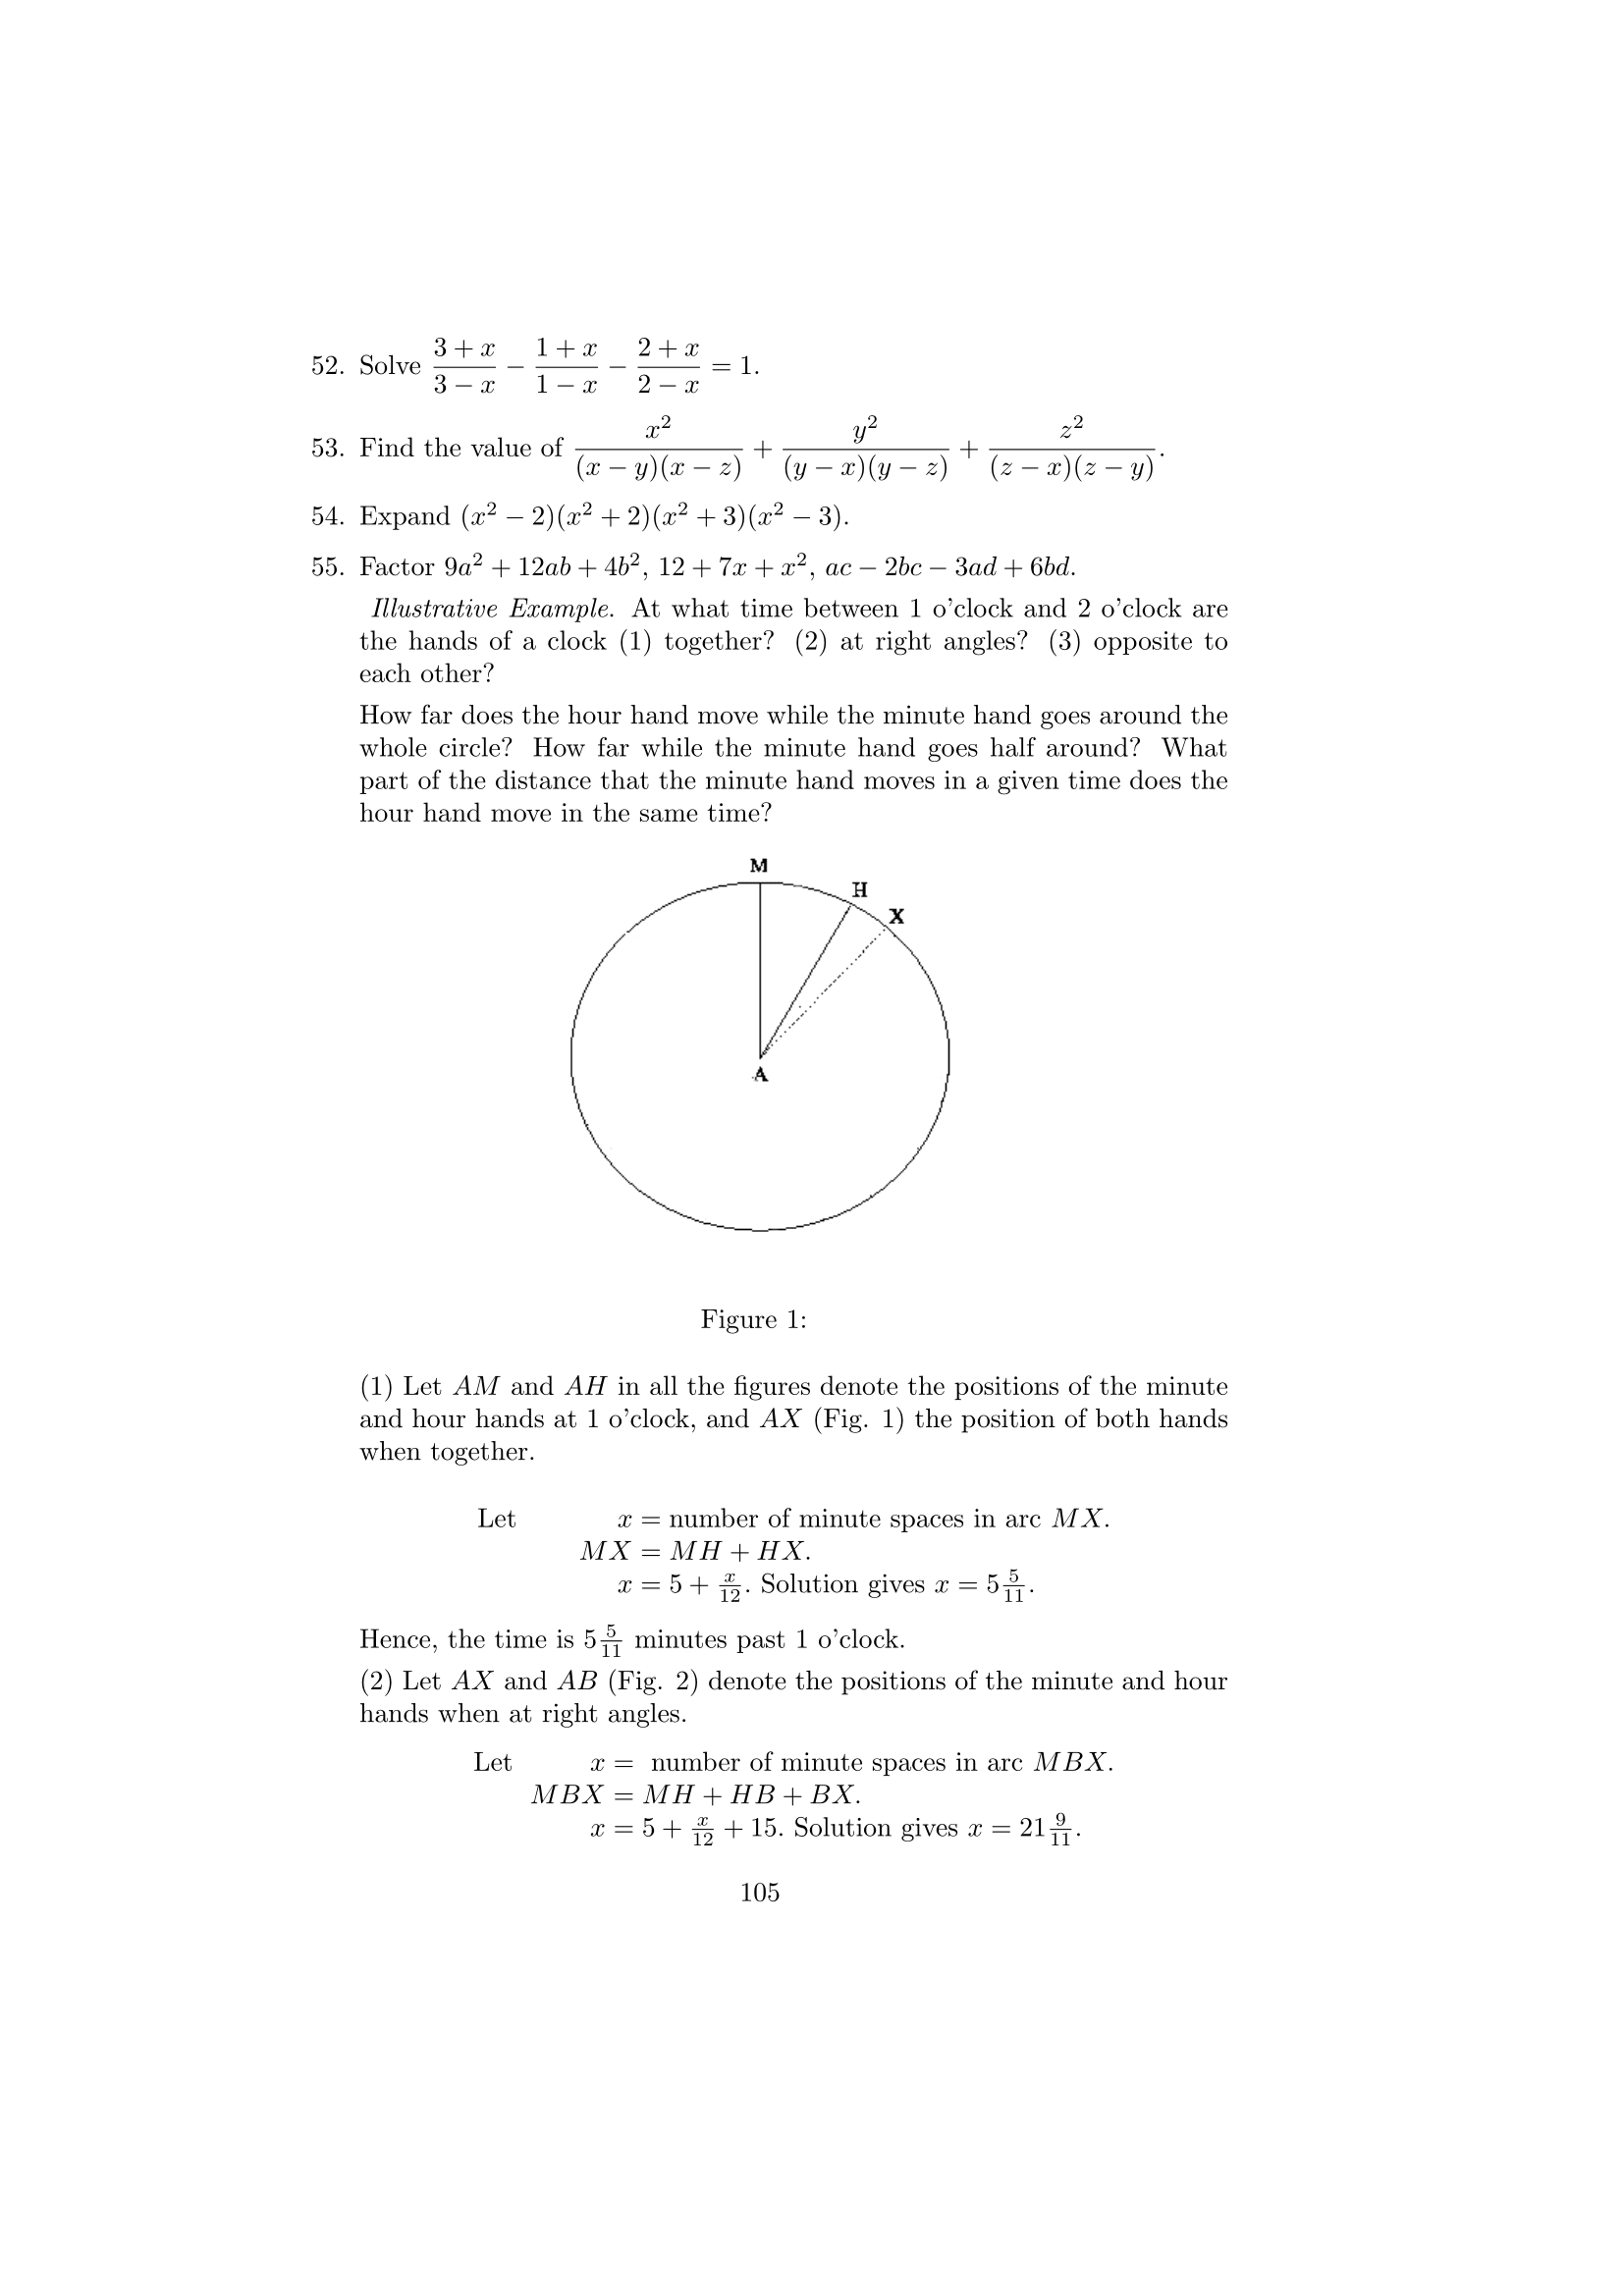 52. Solve \frac{3 + x}{3 − x} − \frac{1 + x}{1 − x} − \frac{2 + x}{2 − x} = 1.
53. Find the value of \frac{x^2}{(x − y)(x − z)} + \frac{y^2}{(y − x)(y − z)} + \frac{z^2}{(z − x)(z − y)}.
54. Expand (x^2 − 2)(x^2 + 2)(x^2 + 3)(x^2 − 3).
55. Factor 9a^2 + 12ab + 4b^2, 12 + 7x + x^2, ac − 2bc − 3ad + 6bd.
Illustrative Example. At what time between 1 o'clock and 2 o'clock are
the hands of a clock (1) together? (2) at right angles? (3) opposite to
each other?
How far does the hour hand move while the minute hand goes around the
whole circle? How far while the minute hand goes half around? What
part of the distance that the minute hand moves in a given time does the
hour hand move in the same time?
M
H
X
A
Figure 1:
(1) Let AM and AH in all the figures denote the positions of the minute
and hour hands at 1 o'clock, and AX (Fig. 1) the position of both hands
when together.
Let x = number of minute spaces in arc MX.
MX = MH + HX.
x = 5 + \frac{x}{12}. Solution gives x = 5\frac{5}{11}.
Hence, the time is 5\frac{5}{11} minutes past 1 o'clock.
(2) Let AX and AB (Fig. 2) denote the positions of the minute and hour
hands when at right angles.
Let x = number of minute spaces in arc MBX.
MBX = MH + HB + BX.
x = 5 + \frac{x}{12} + 15. Solution gives x = 21\frac{9}{11}.
105